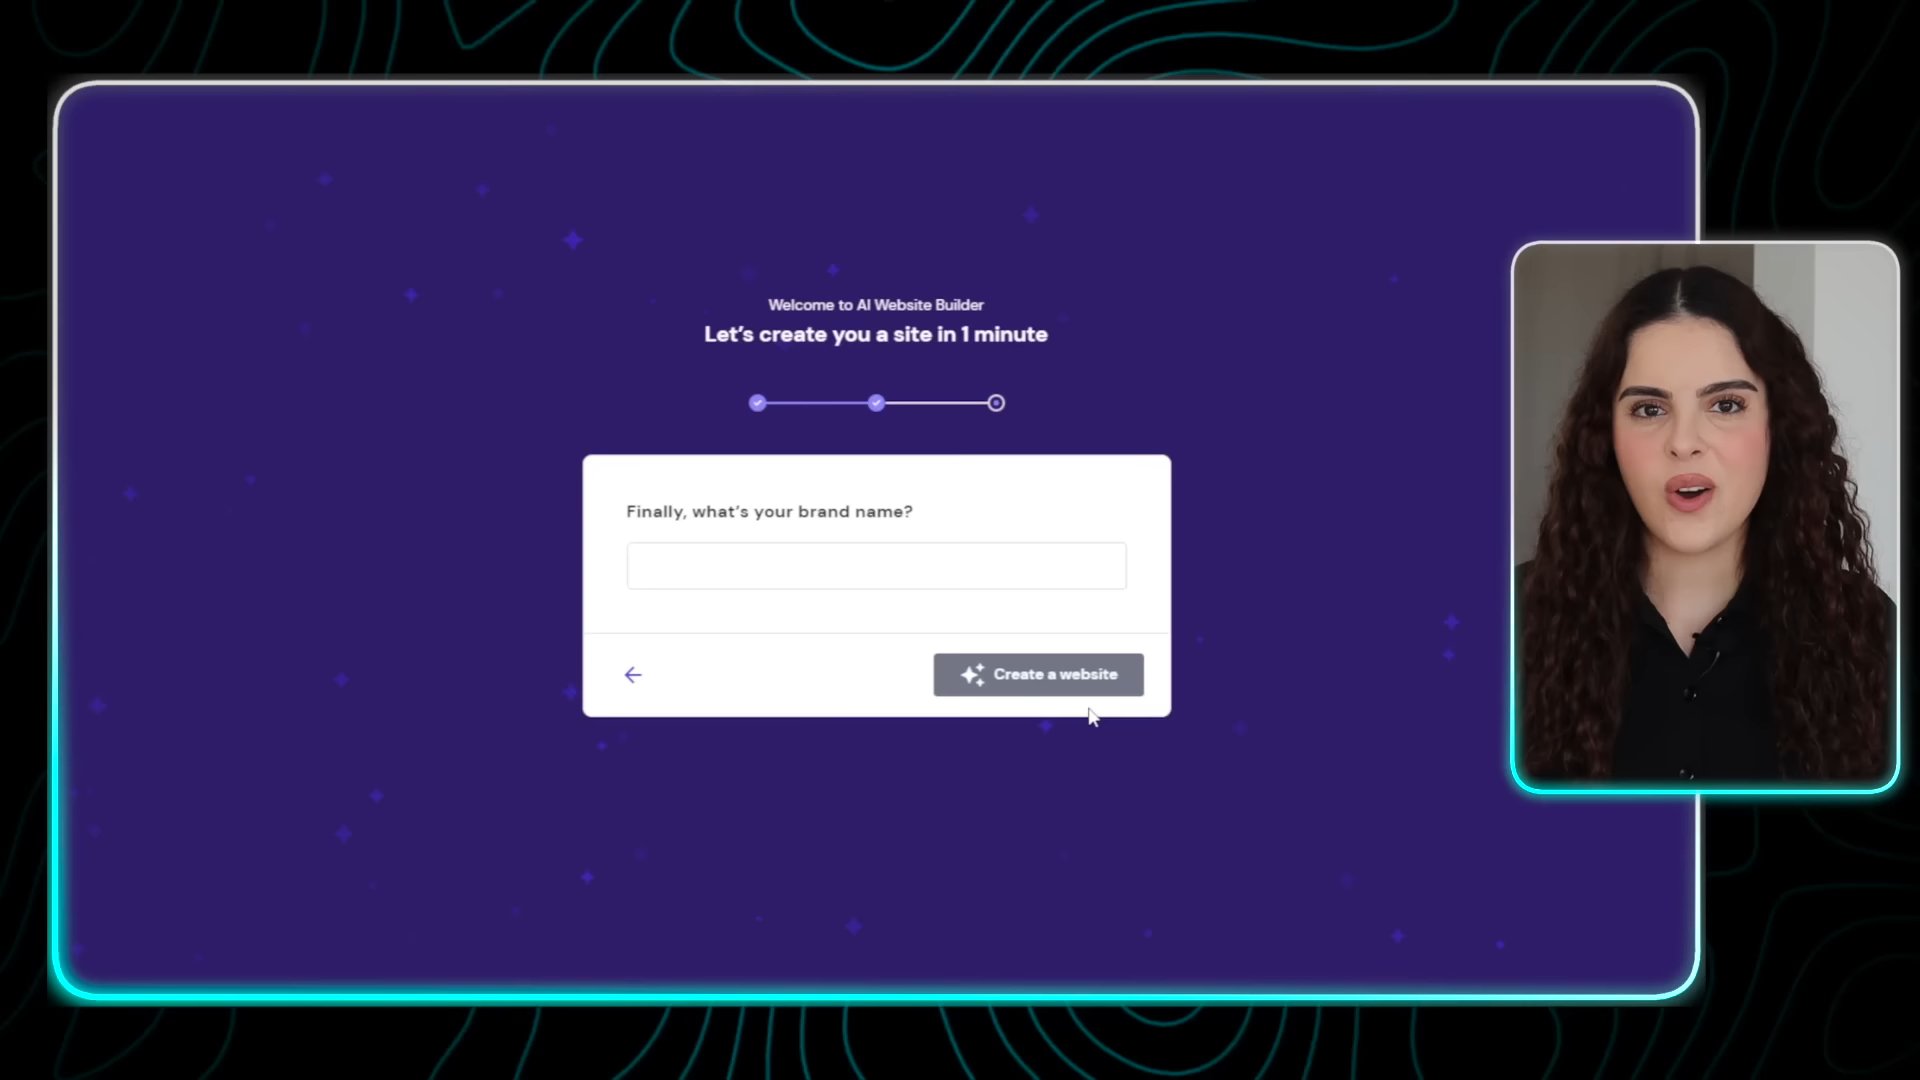 Welcome to AI Website Builder
Let's create you a site in 1 minute
Finally, what's your brand name?
Create a website